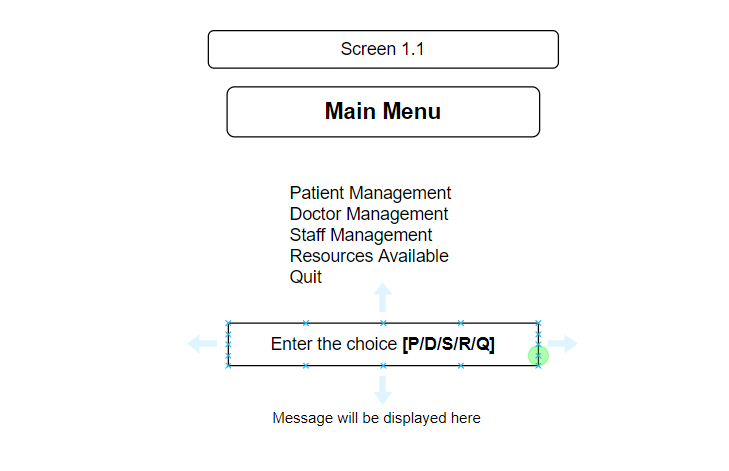 Screen 1.1
Main Menu
Patient Management
Doctor Management
Staff Management
Resources Available
Quit
Enter the choice [P/D/S/R/Q]
Message will be displayed here